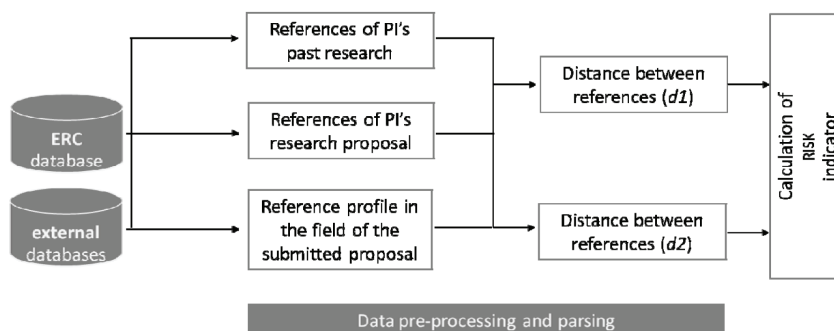 ERC
database
external
databases
References of PI's
past research
References of PI's
research proposal
Reference profile in
the field of the
submitted proposal
Distance between
references (d1)
Distance between
references (d2)
Calculation of
RISK
indicator
Data pre-processing and parsing